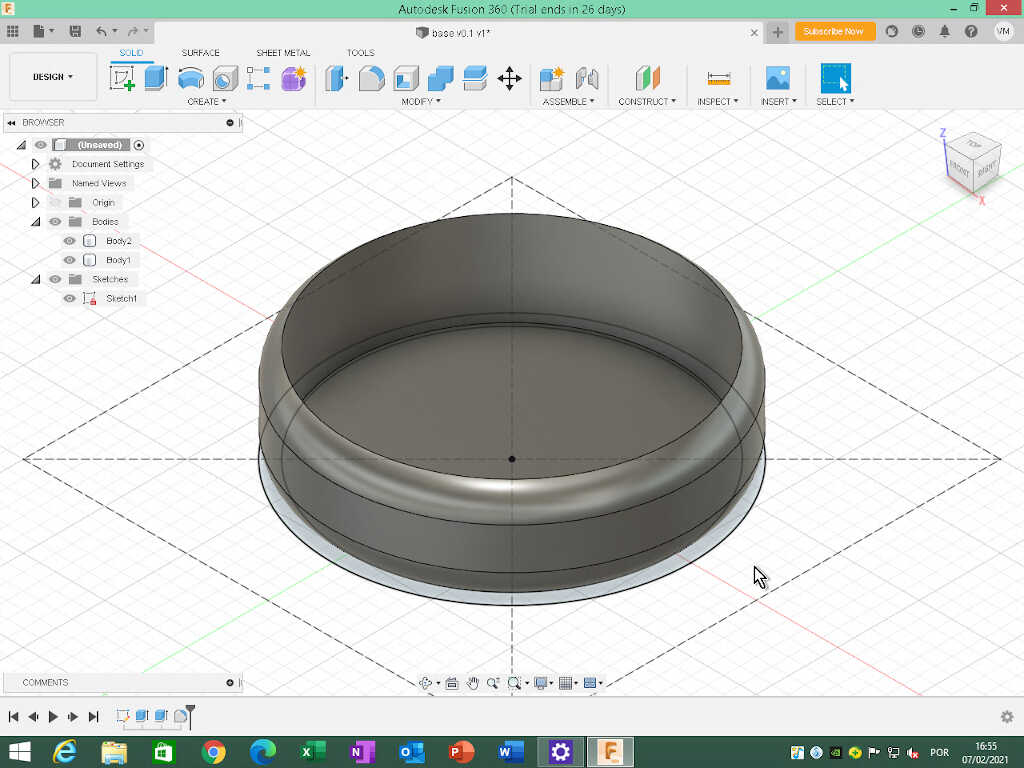 Autodesk Fusion 360 (Trial ends in 26 days)
base v0.1 v1*
Subscribe Now
VM
DESIGN
SOLID
SURFACE
SHEET METAL
TOOLS
CREATE
MODIFY
ASSEMBLE
CONSTRUCT
INSPECT
INSERT
SELECT
BROWSER
(Unsaved)
Document Settings
Named Views
Origin
Bodies
Body2
Body1
Sketches
Sketch1
Z
TOP
FRONT
RIGHT
X
COMMENTS
POR
16:55
07/02/2021